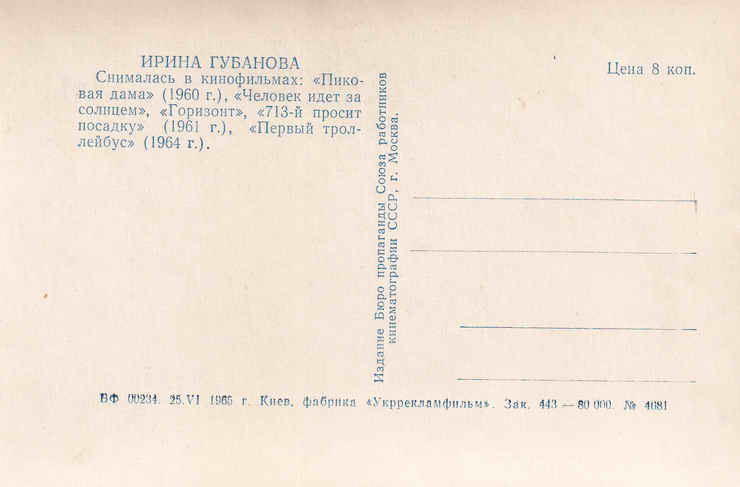 ИРИНА ГУБАНОВА
Снималась в кинофильмах: «Пико-
вая дама» (1960 г.), «Человек идет за
солнцем», «Горизонт», «713-й просит
посадку» (1961 г.), «Первый трол-
лейбус» (1964 г.).
Издание Бюро пропаганды Союза работников
кинематографии СССР, г. Москва.
Цена 8 коп.
БФ 00234. 25.VI 1965 г. Киев, фабрика «Укррекламфильм». Зак. 443 — 80 000. № 4681